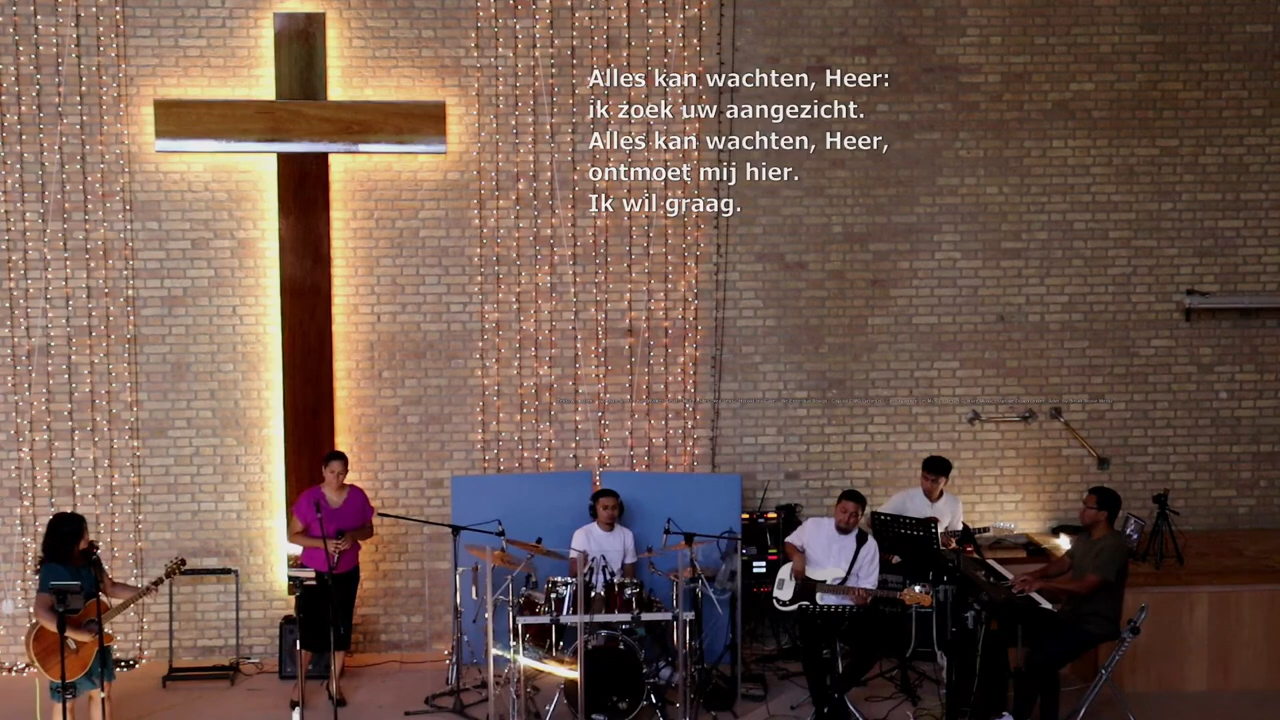 Alles kan wachten, Heer:
ik zoek uw aangezicht.
Alles kan wachten, Heer,
ontmoet mij hier.
Ik wil graag.